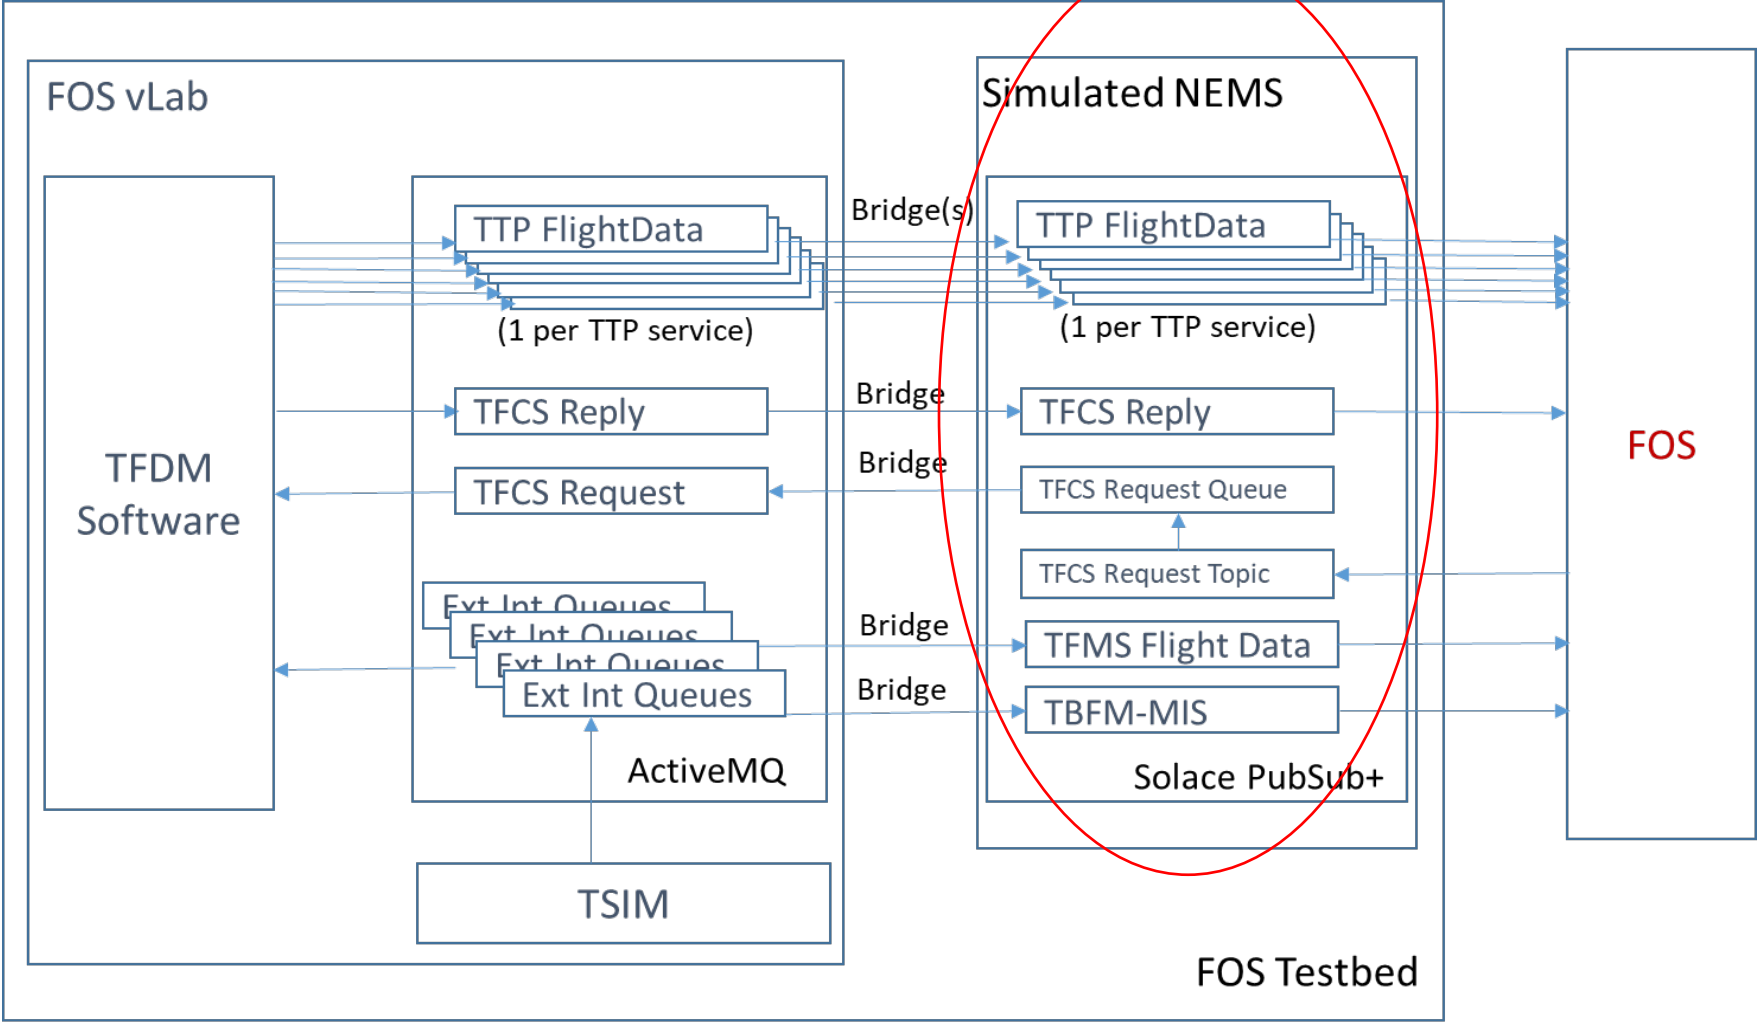 FOS vLab
Simulated NEMS
TTP FlightData
Bridge(s)
TTP FlightData
(1 per TTP service)
(1 per TTP service)
TFCS Reply
Bridge
TFCS Reply
FOS
TFDM
Software
TFCS Request
Bridge
TFCS Request Queue
TFCS Request Topic
Ext Int Queues
Ext Int Queues
Ext Int Queues
Ext Int Queues
Bridge
TFMS Flight Data
Bridge
TBFM-MIS
ActiveMQ
Solace PubSub+
TSIM
FOS Testbed